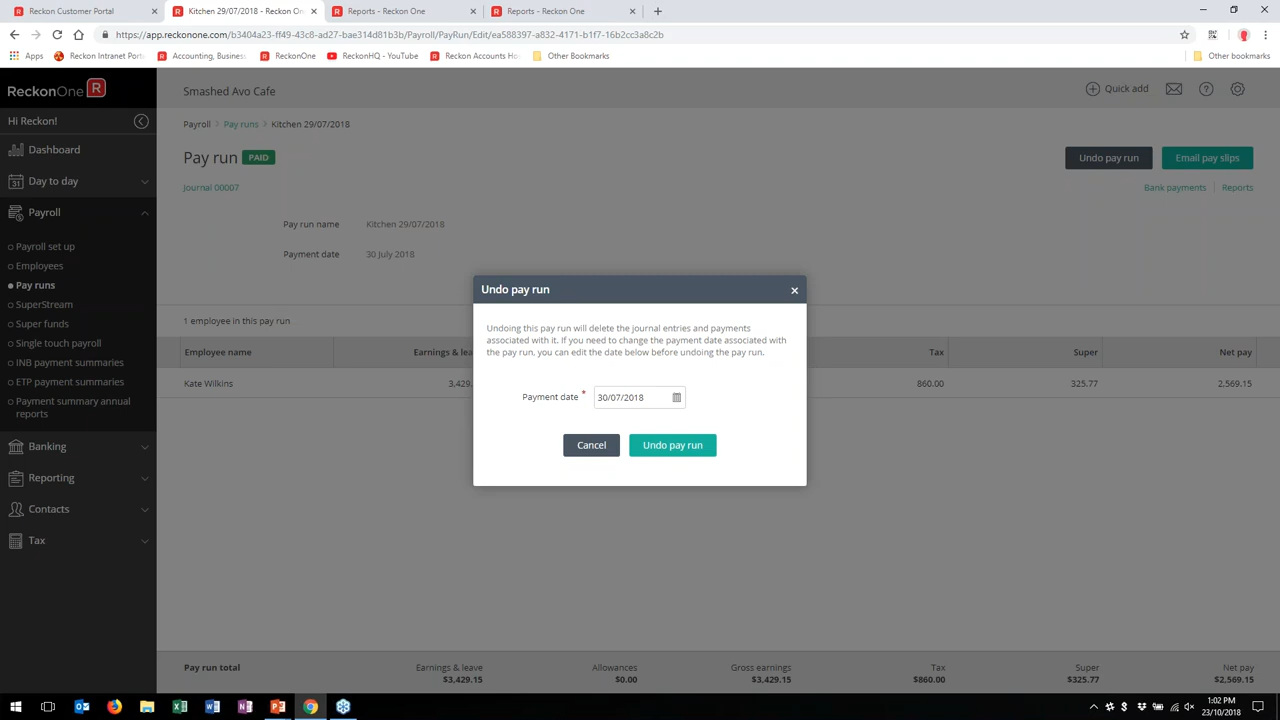 Reckon Customer Portal
Kitchen 29/07/2018 - Reckon On
Reports - Reckon One
Reports - Reckon One
https://app.reckonone.com/b3404a23-ff49-43c8-ad27-bae314d81b3b/Payroll/PayRun/Edit/ea588397-a832-4171-b1f7-16b2cc3a8c2b
Apps
Reckon Intranet Port
Accounting, Business
ReckonOne
ReckonHQ - YouTube
Reckon Accounts Ho
Other Bookmarks
Other bookmarks
ReckonOne R
Smashed Avo Cafe
Quick add
Hi Reckon!
Payroll > Pay runs > Kitchen 29/07/2018
Dashboard
Pay run PAID
Undo pay run
Email pay slips
31 Day to day
Journal 00007
Bank payments
Reports
Payroll
Pay run name Kitchen 29/07/2018
Payroll set up
Payment date 30 July 2018
Employees
Pay runs
SuperStream
Super funds
Single touch payroll
INB payment summaries
ETP payment summaries
Payment summary annual
reports
Banking
Reporting
Contacts
Tax
Undo pay run
Undoing this pay run will delete the journal entries and payments
associated with it. If you need to change the payment date associated with
the pay run, you can edit the date below before undoing the pay run.
Payment date * 30/07/2018
Cancel
Undo pay run
1 employee in this pay run
Employee name Earnings & lea Tax Super Net pay
Kate Wilkins 3,429. 860.00 325.77 2,569.15
Pay run total Earnings & leave Allowances Gross earnings Tax Super Net pay
$3,429.15 $0.00 $3,429.15 $860.00 $325.77 $2,569.15
1:02 PM
23/10/2018